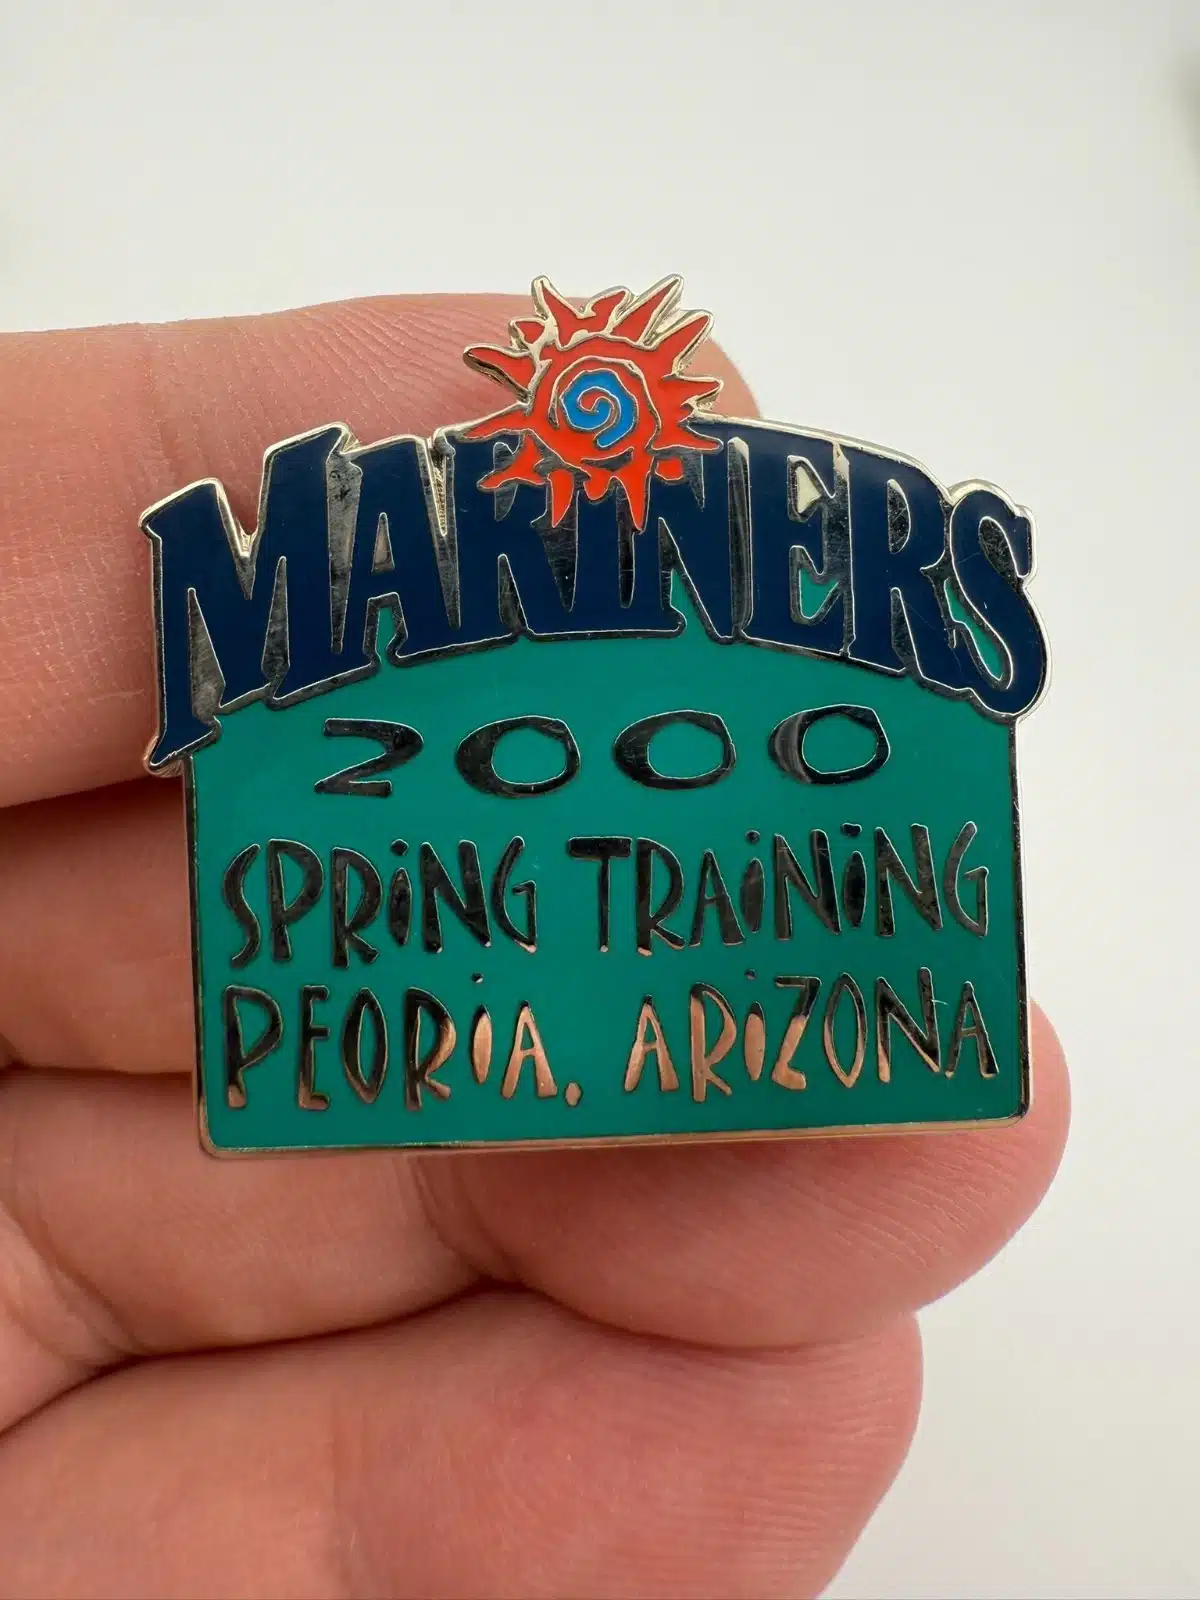 MARINERS
2000
SPRiNG TRAiNiNG
PEORiA, ARiZONA